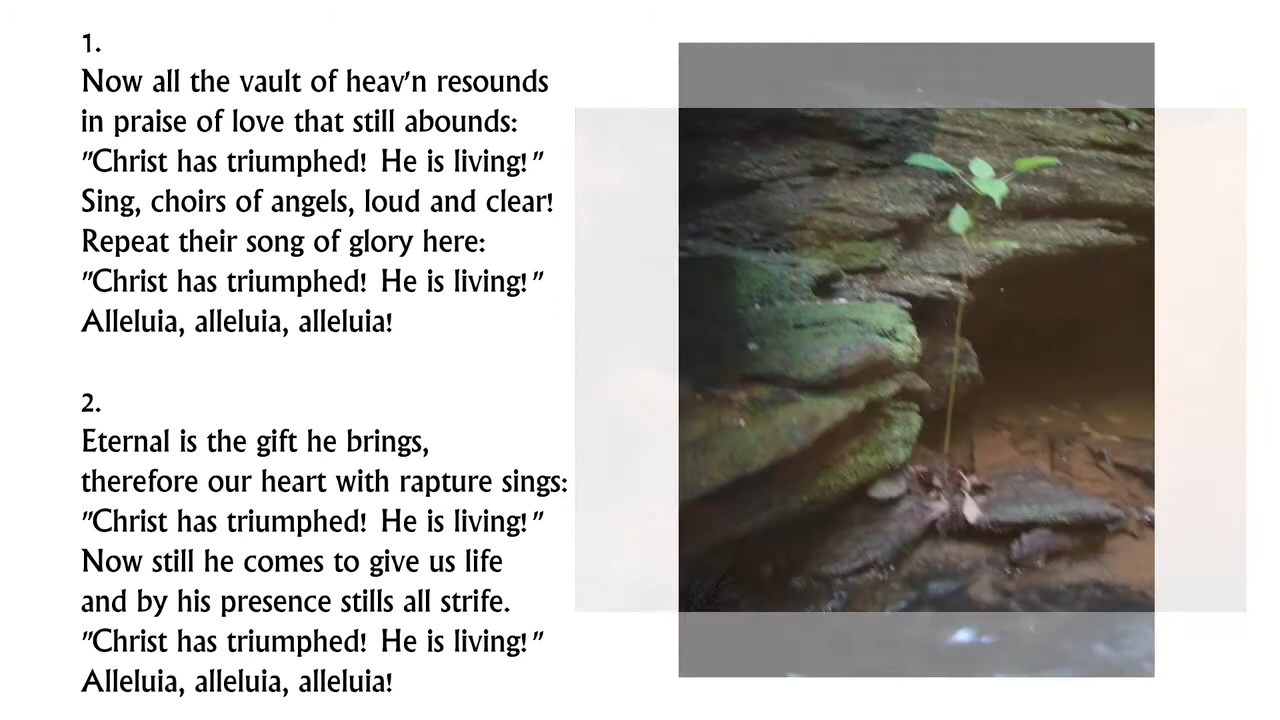 1.
Now all the vault of heav'n resounds
in praise of love that still abounds:
"Christ has triumphed! He is living!"
Sing, choirs of angels, loud and clear!
Repeat their song of glory here:
"Christ has triumphed! He is living!"
Alleluia, alleluia, alleluia!
2.
Eternal is the gift he brings,
therefore our heart with rapture sings:
"Christ has triumphed! He is living!"
Now still he comes to give us life
and by his presence stills all strife.
"Christ has triumphed! He is living!"
Alleluia, alleluia, alleluia!